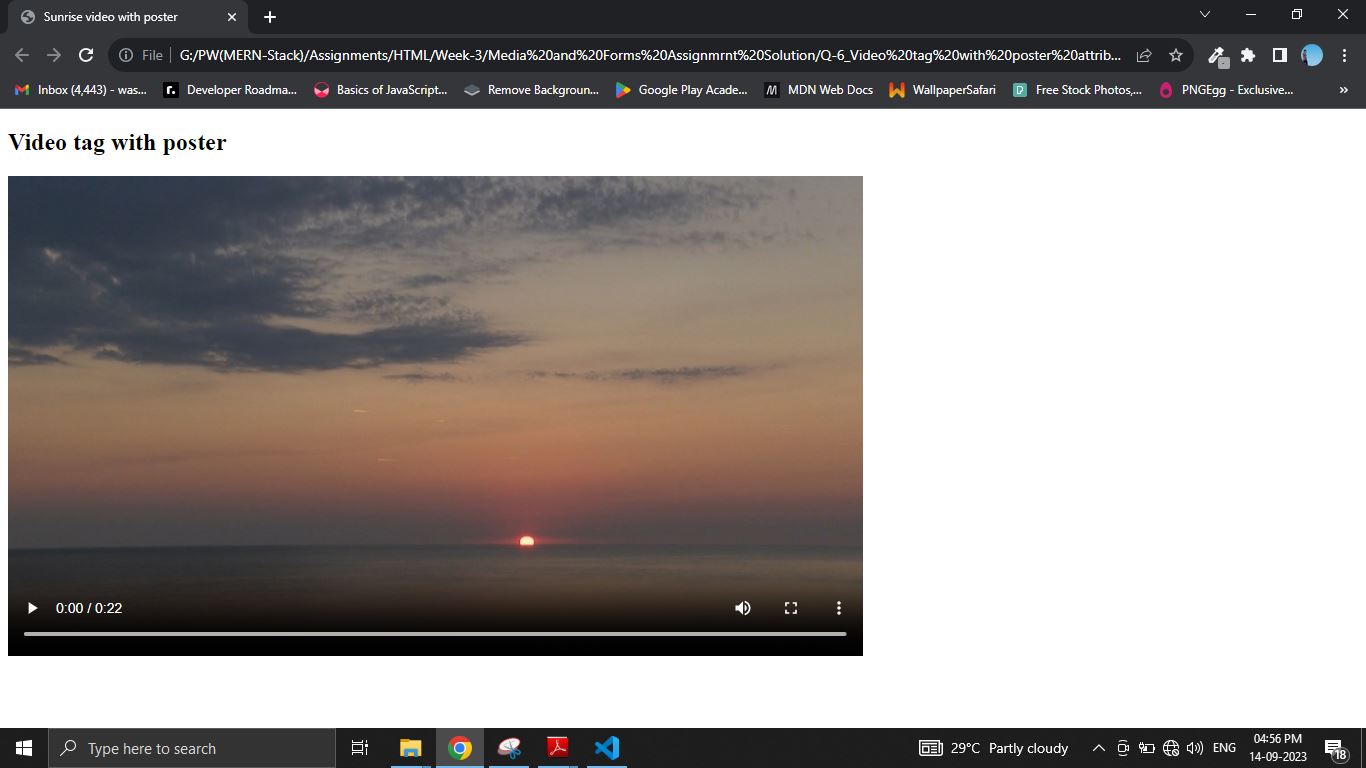 Sunrise video with poster
File
G:/PW(MERN-Stack)/Assignments/HTML/Week-3/Media%20and%20Forms%20Assignmrnt%20Solution/Q-6_Video%20tag%20with%20poster%20attrib...
Inbox (4,443) - was...
Developer Roadma...
Basics of JavaScript...
Remove Backgroun...
Google Play Acade...
MDN Web Docs
WallpaperSafari
Free Stock Photos,...
PNGEgg - Exclusive...
»
Video tag with poster
0:00 / 0:22
Type here to search
29°C Partly cloudy
ENG
04:56 PM
14-09-2023
18